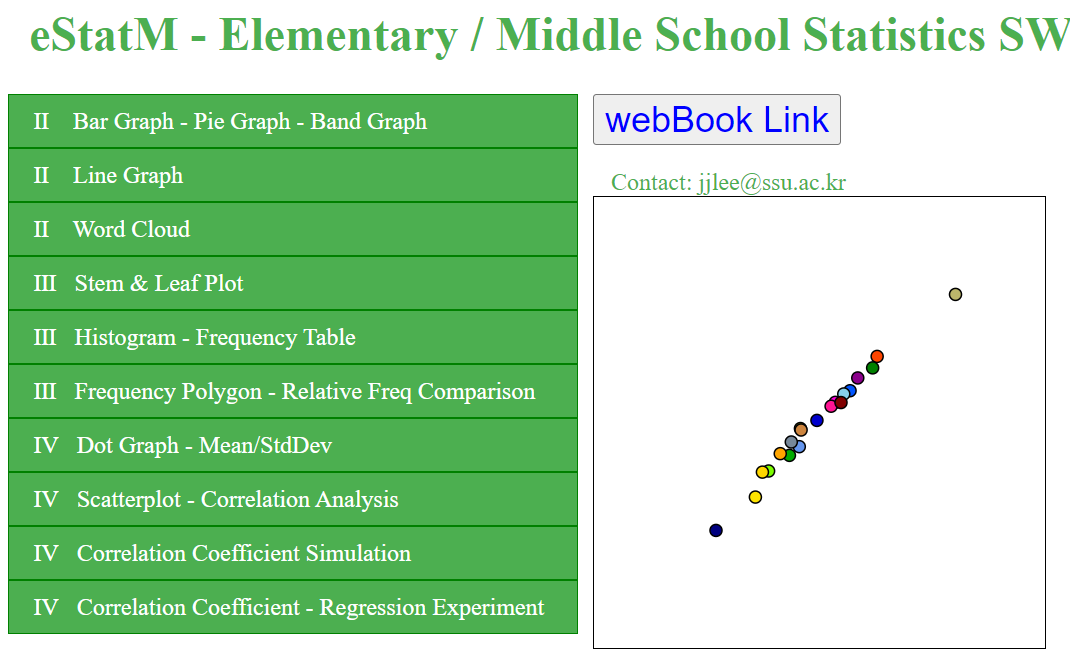 eStatM - Elementary / Middle School Statistics SW
Ⅱ Bar Graph - Pie Graph - Band Graph
Ⅱ Line Graph
Ⅱ Word Cloud
Ⅲ Stem & Leaf Plot
Ⅲ Histogram - Frequency Table
Ⅲ Frequency Polygon - Relative Freq Comparison
Ⅳ Dot Graph - Mean/StdDev
Ⅳ Scatterplot - Correlation Analysis
Ⅳ Correlation Coefficient Simulation
Ⅳ Correlation Coefficient - Regression Experiment
webBook Link
Contact: jjlee@ssu.ac.kr